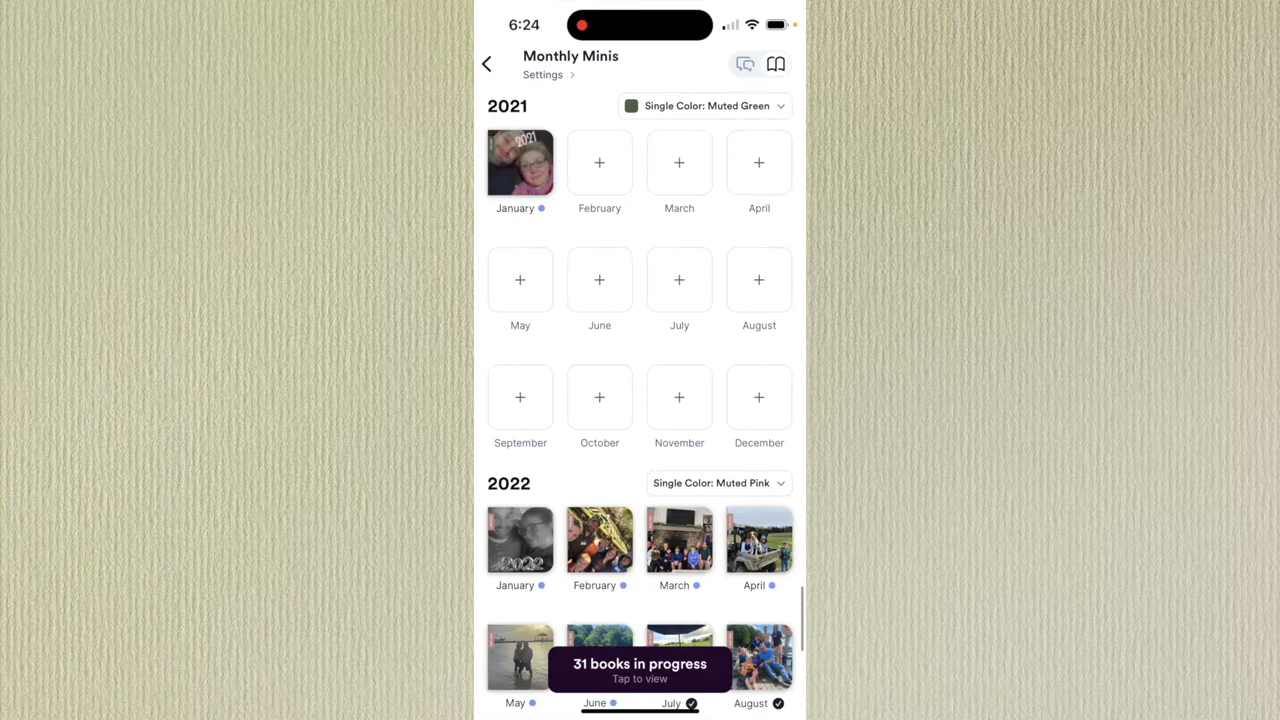 6:24
Monthly Minis
Settings
2021
Single Color: Muted Green
2021
January
February
March
April
May
June
July
August
September
October
November
December
2022
Single Color: Muted Pink
2022
January
February
March
April
31 books in progress
Tap to view
May
June
July
August